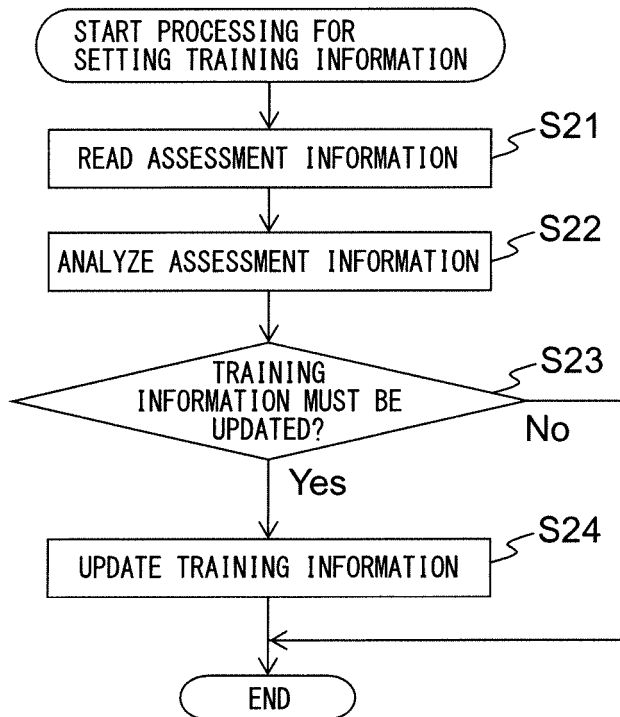 START PROCESSING FOR
SETTING TRAINING INFORMATION
S21
READ ASSESSMENT INFORMATION
S22
ANALYZE ASSESSMENT INFORMATION
S23
TRAINING
INFORMATION MUST BE
UPDATED?
No
Yes
S24
UPDATE TRAINING INFORMATION
END